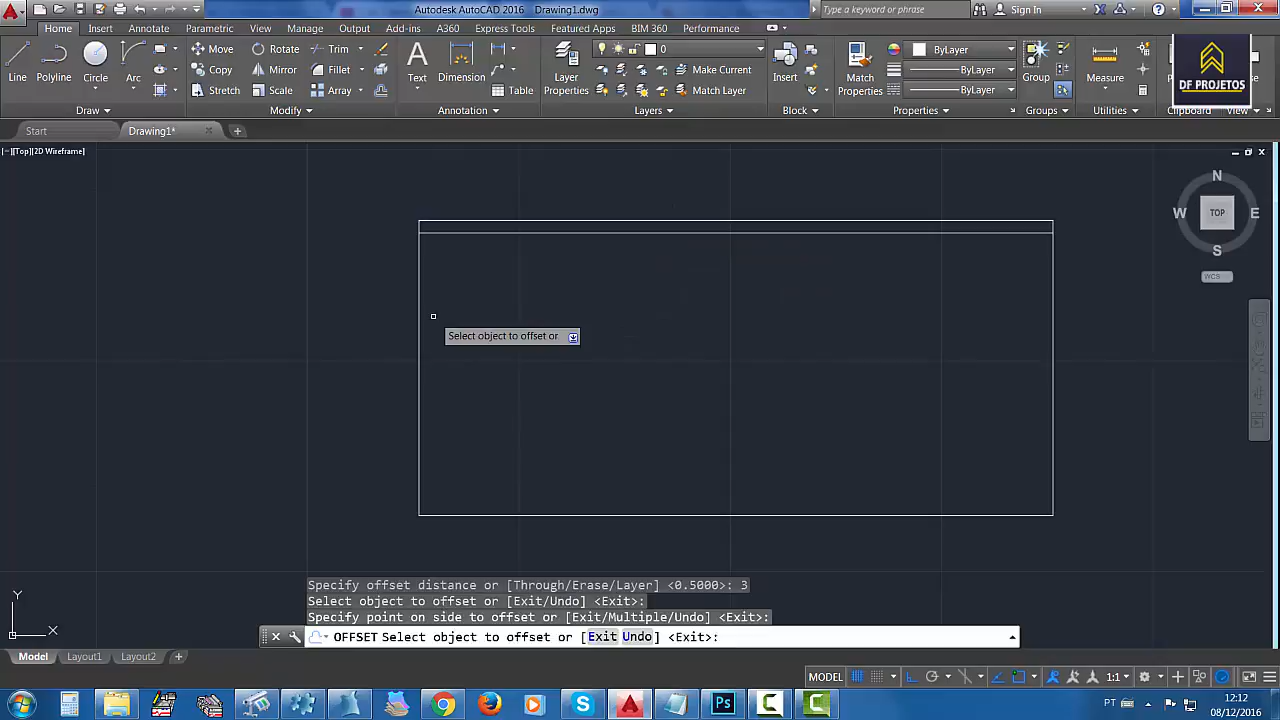 Autodesk AutoCAD 2016 Drawing1.dwg
Type a keyword or phrase
Sign In
Home Insert Annotate Parametric View Manage Output Add-ins A360 Express Tools Featured Apps BIM 360 Performance
Line Polyline Circle Arc
Move Rotate Trim
Copy Mirror Fillet
Stretch Scale Array
Text Dimension Table
Layer Properties
0
Make Current
Match Layer
Insert
Match Properties
ByLayer
ByLayer
ByLayer
Group
Measure
DF PROJETOS
Draw Modify Annotation Layers Block Properties Groups Utilities Clipboard View
Start Drawing1*
[−][Top][2D Wireframe]
N
W TOP E
S
WCS
Select object to offset or
Y
X
Specify offset distance or [Through/Erase/Layer] <0.5000>: 3
Select object to offset or [Exit/Undo] <Exit>:
Specify point on side to offset or [Exit/Multiple/Undo] <Exit>:
OFFSET Select object to offset or [Exit Undo] <Exit>:
Model Layout1 Layout2
MODEL 1:1
PT 12:12
08/12/2016